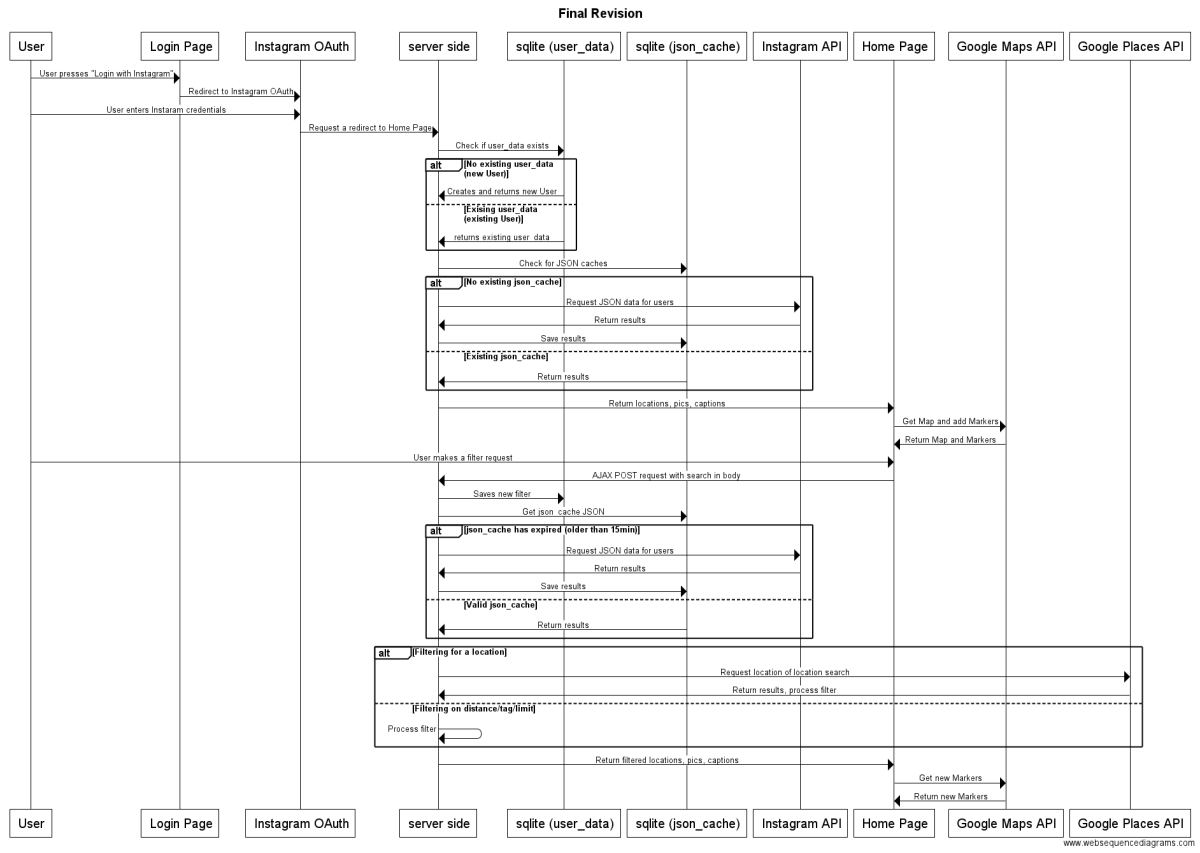 Final Revision
User
Login Page
Instagram OAuth
server side
sqlite (user_data)
sqlite (json_cache)
Instagram API
Home Page
Google Maps API
Google Places API
User presses "Login with Instagram"
Redirect to Instagram OAuth
User enters Instaram credentials
Request a redirect to Home Page
Check if user_data exists
alt
[No existing user_data
(new User)]
Creates and returns new User
[Exising user_data
(existing User)]
returns existing user_data
Check for JSON caches
alt
[No existing json_cache]
Request JSON data for users
Return results
Save results
[Existing json_cache]
Return results
Return locations, pics, captions
Get Map and add Markers
Return Map and Markers
User makes a filter request
AJAX POST request with search in body
Saves new filter
Get json_cache JSON
alt
[json_cache has expired (older than 15min)]
Request JSON data for users
Return results
Save results
[Valid json_cache]
Return results
alt
[Filtering for a location]
Request location of location search
Return results, process filter
[Filtering on distance/tag/limit]
Process filter
Return filtered locations, pics, captions
Get new Markers
Return new Markers
User
Login Page
Instagram OAuth
server side
sqlite (user_data)
sqlite (json_cache)
Instagram API
Home Page
Google Maps API
Google Places API
www.websequencediagrams.com